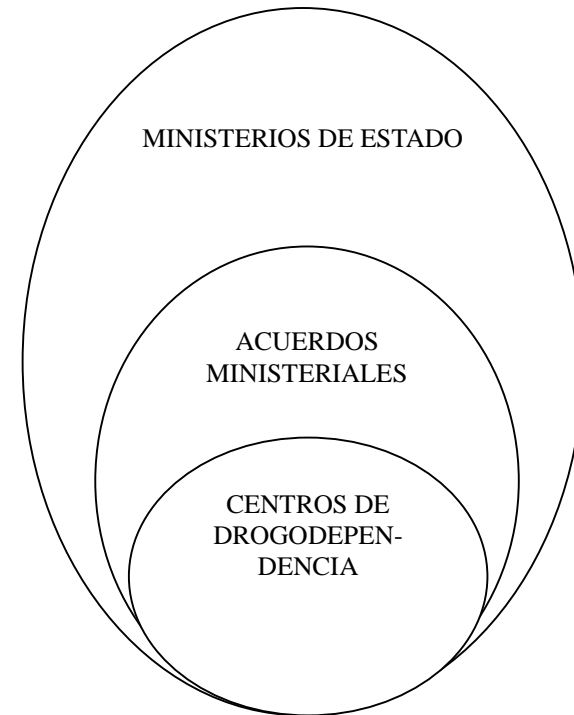 MINISTERIOS DE ESTADO
ACUERDOS
MINISTERIALES
CENTROS DE
DROGODEPEN-
DENCIA